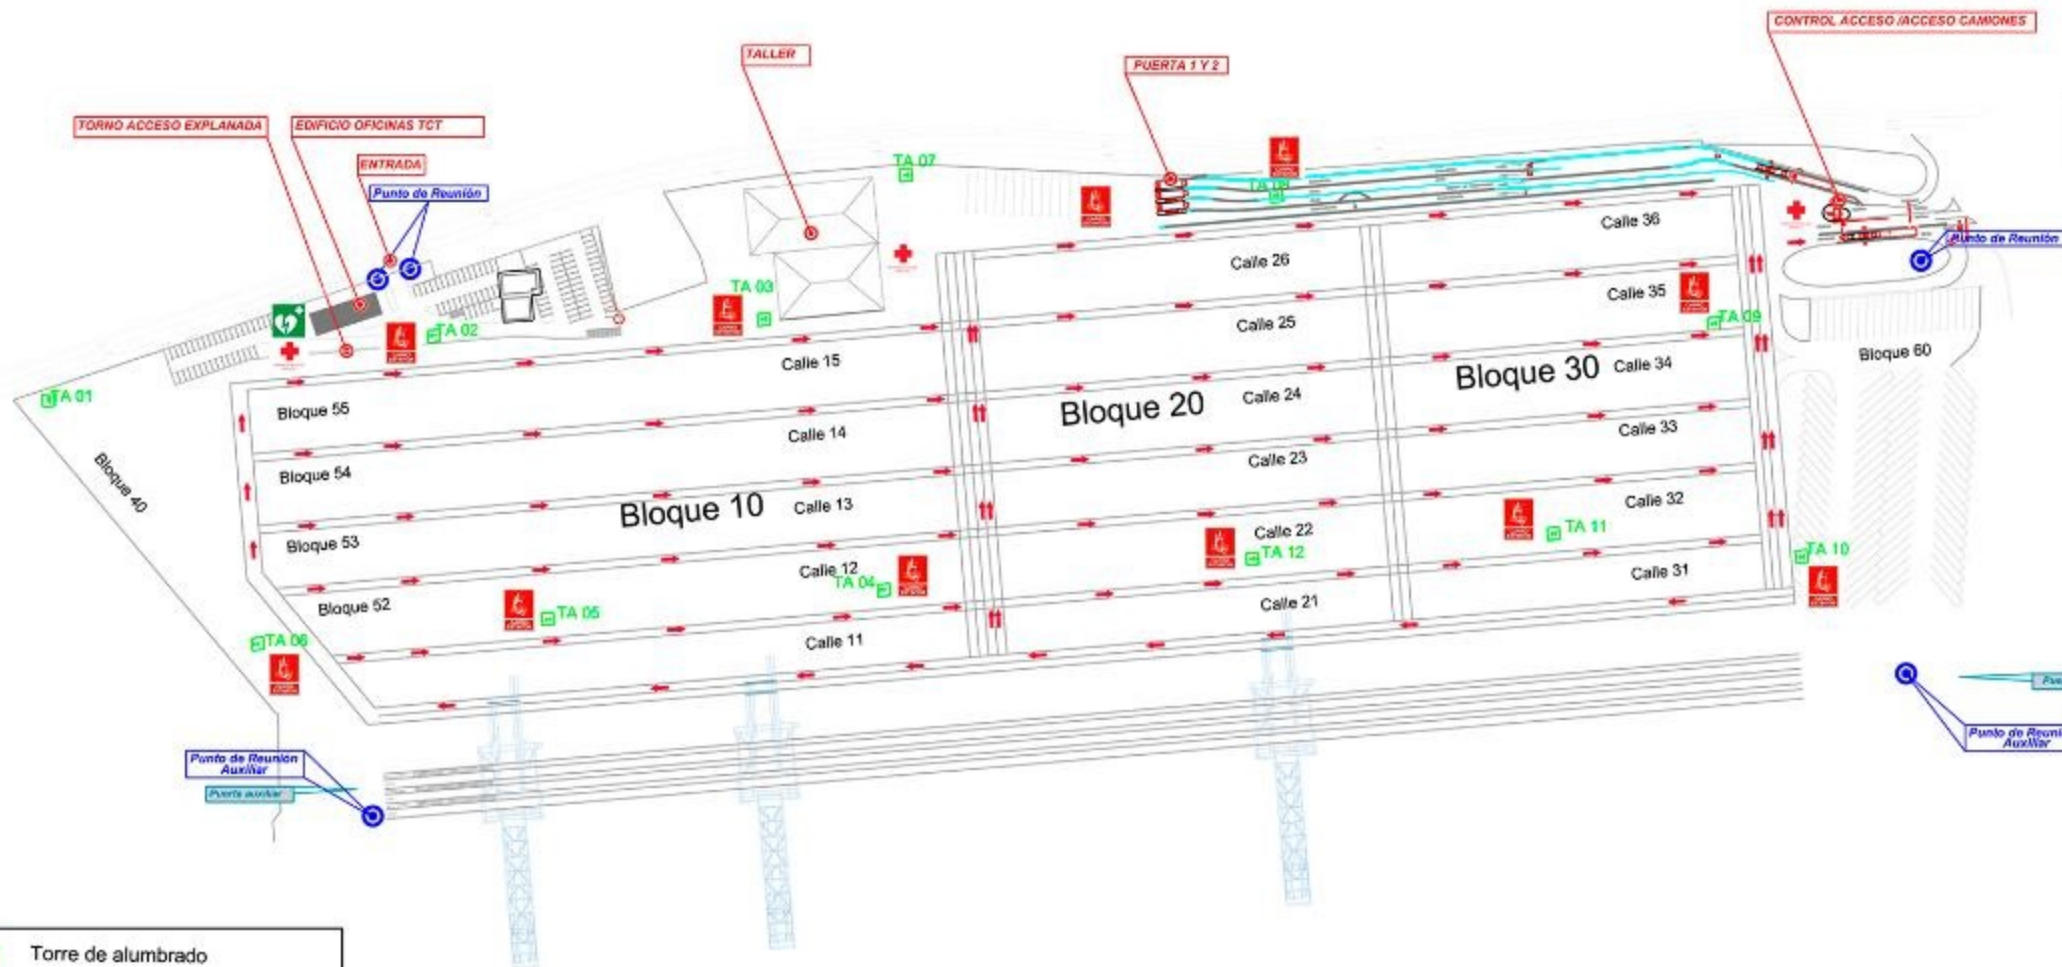 CONTROL ACCESO /ACCESO CAMIONES
TALLER
PUERTA 1 Y 2
TORNO ACCESO EXPLANADA
EDIFICIO OFICINAS TCT
ENTRADA
Punto de Reunión
TA 07
Calle 36
Punto de Reunión
Calle 26
TA 03
Calle 35
TA 09
Calle 25
TA 02
Calle 15
Bloque 60
Calle 34
Bloque 30
TA 01
Calle 24
Bloque 20
Bloque 55
Calle 14
Calle 33
Calle 23
Bloque 54
Bloque 40
Bloque 10
Calle 13
Calle 32
Calle 22
TA 11
Bloque 53
TA 12
TA 10
Calle 12
TA 04
Calle 31
Bloque 52
TA 05
Calle 21
TA 06
Calle 11
Punto de Reunión
Auxiliar
Puerta auxiliar
Auxiliar
Torre de alumbrado